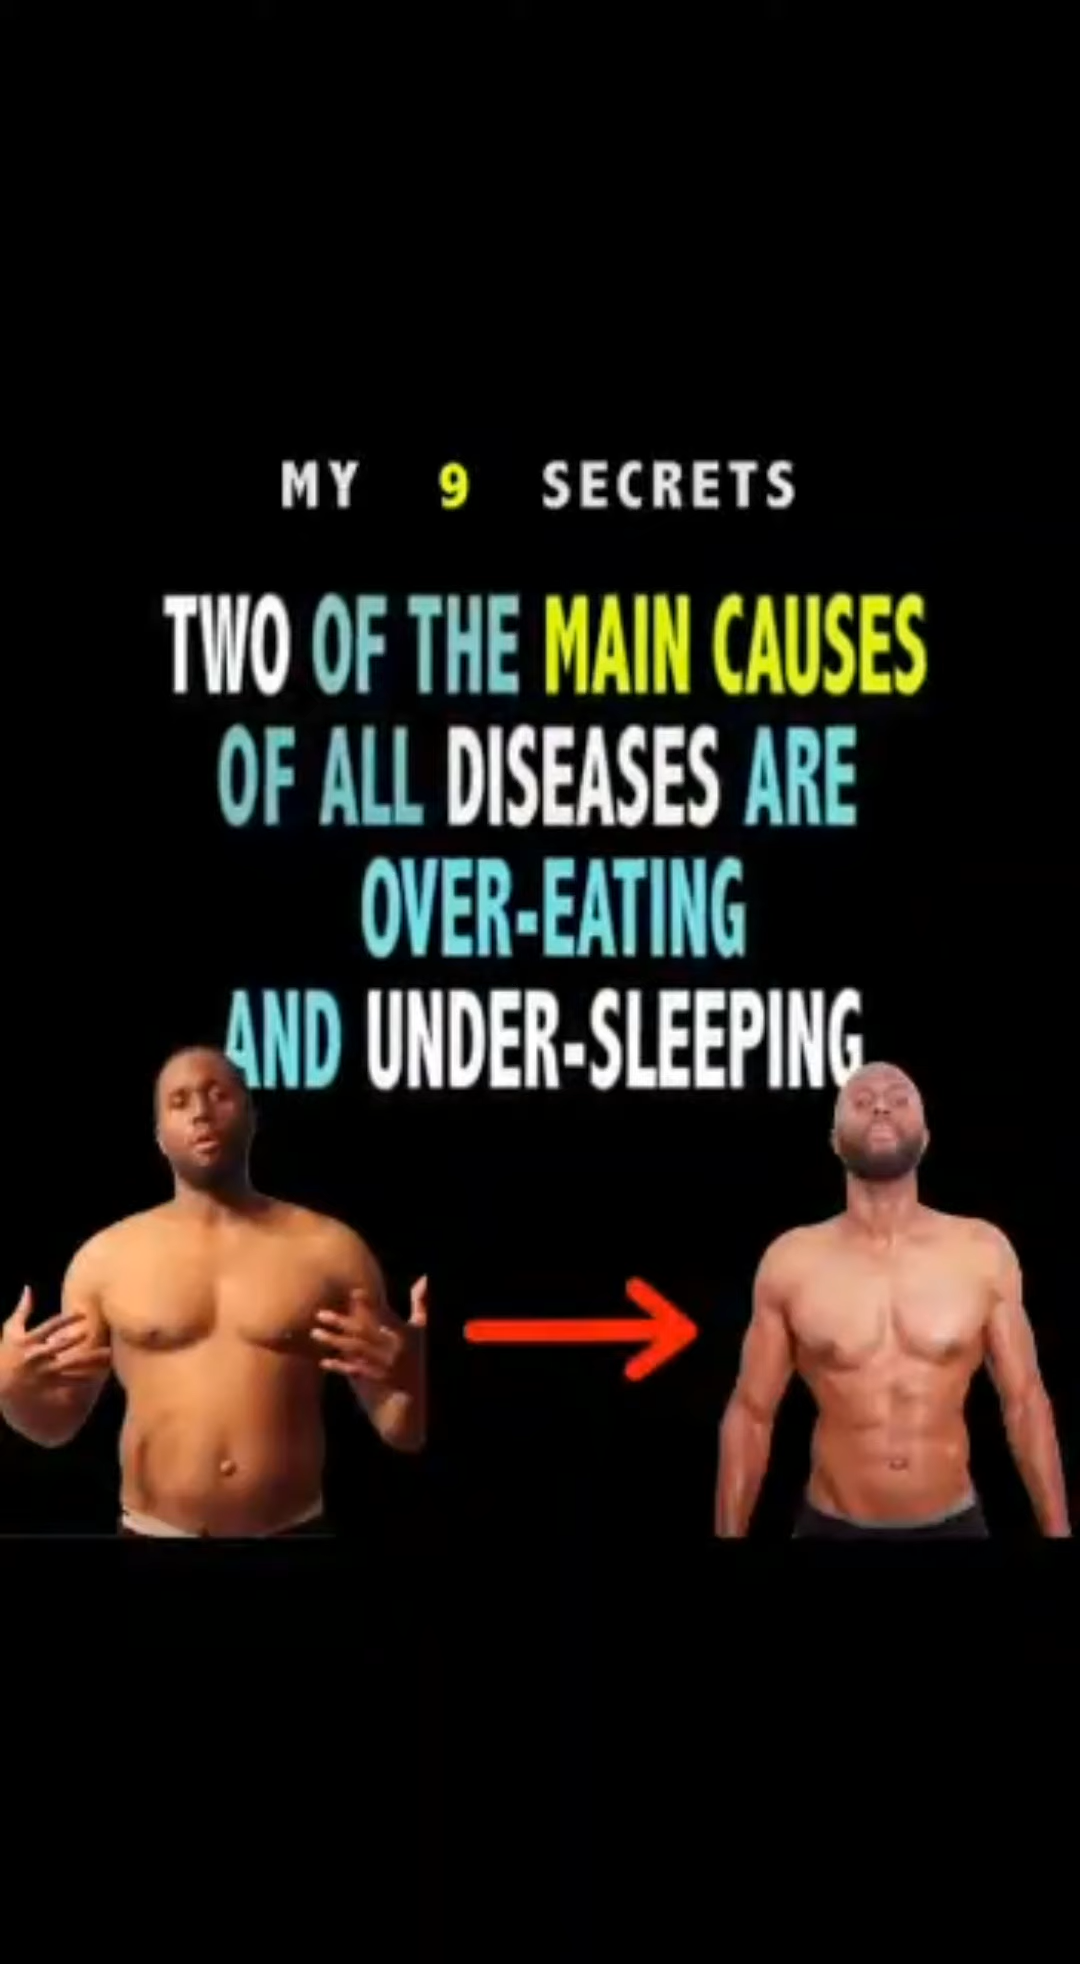 MY 9 SECRETS
TWO OF THE MAIN CAUSES
OF ALL DISEASES ARE
OVER-EATING
AND UNDER-SLEEPING